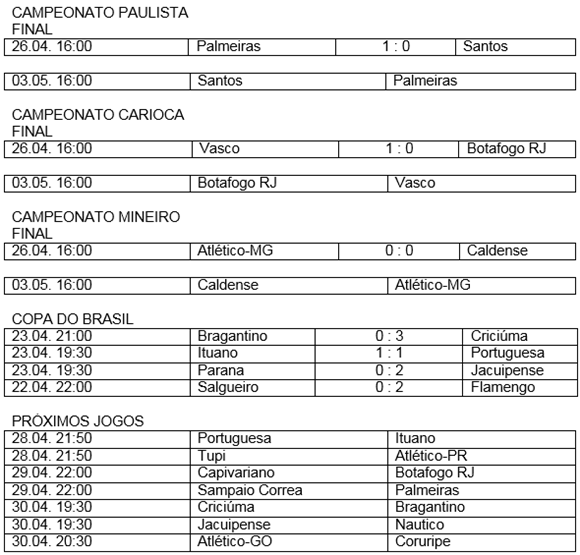 CAMPEONATO PAULISTA
FINAL
26.04. 16:00 Palmeiras 1 : 0 Santos
03.05. 16:00 Santos Palmeiras
CAMPEONATO CARIOCA
FINAL
26.04. 16:00 Vasco 1 : 0 Botafogo RJ
03.05. 16:00 Botafogo RJ Vasco
CAMPEONATO MINEIRO
FINAL
26.04. 16:00 Atlético-MG 0 : 0 Caldense
03.05. 16:00 Caldense Atlético-MG
COPA DO BRASIL
23.04. 21:00 Bragantino 0 : 3 Criciúma
23.04. 19:30 Ituano 1 : 1 Portuguesa
23.04. 19:30 Parana 0 : 2 Jacuipense
22.04. 22:00 Salgueiro 0 : 2 Flamengo
PRÓXIMOS JOGOS
28.04. 21:50 Portuguesa Ituano
28.04. 21:50 Tupi Atlético-PR
29.04. 22:00 Capivariano Botafogo RJ
29.04. 22:00 Sampaio Correa Palmeiras
30.04. 19:30 Criciúma Bragantino
30.04. 19:30 Jacuipense Nautico
30.04. 20:30 Atlético-GO Coruripe